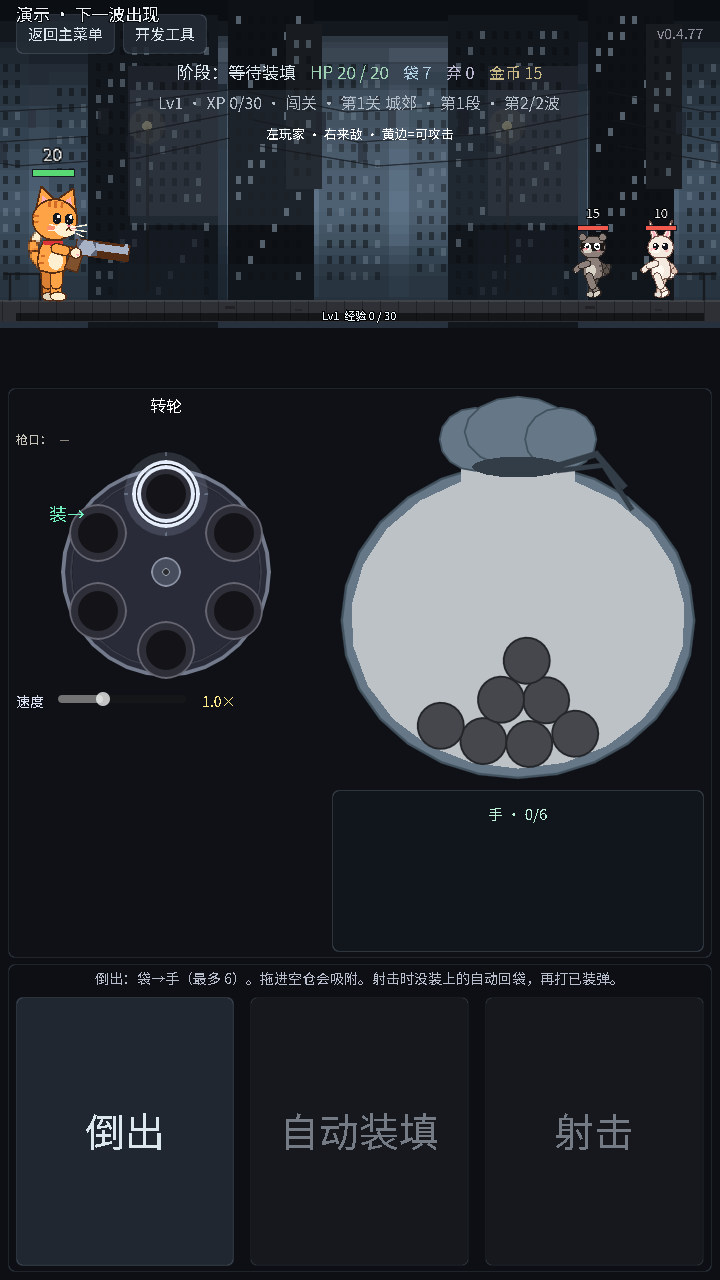 演示 · 下一波出现
返回主菜单 开发工具 v0.4.77
阶段：等待装填 HP 20 / 20 袋 7 弃 0 金币 15
Lv1 · XP 0/30 · 闯关 · 第1关 城郊 · 第1段 · 第2/2波
左玩家 · 右来敌 · 黄边=可攻击
20
15 10
Lv1 经验 0 / 30
转轮
枪口： —
装→
速度 1.0×
手 · 0/6
倒出：袋→手（最多 6）。拖进空仓会吸附。射击时没装上的自动回袋，再打已装弹。
倒出 自动装填 射击